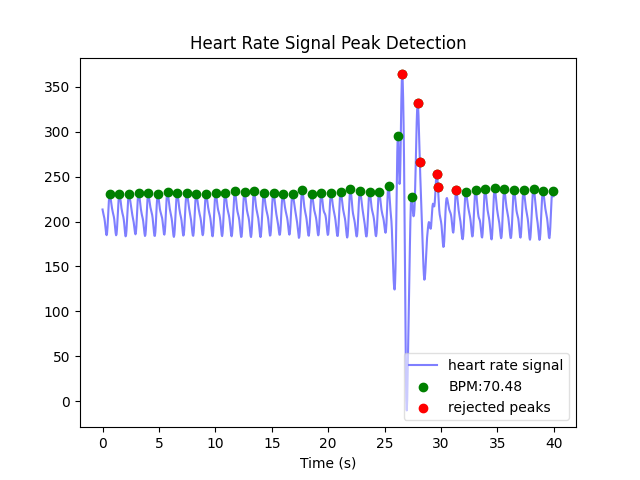 Heart Rate Signal Peak Detection
350
300
250
200
150
100
50
0
heart rate signal
BPM:70.48
rejected peaks
0 5 10 15 20 25 30 35 40
Time (s)